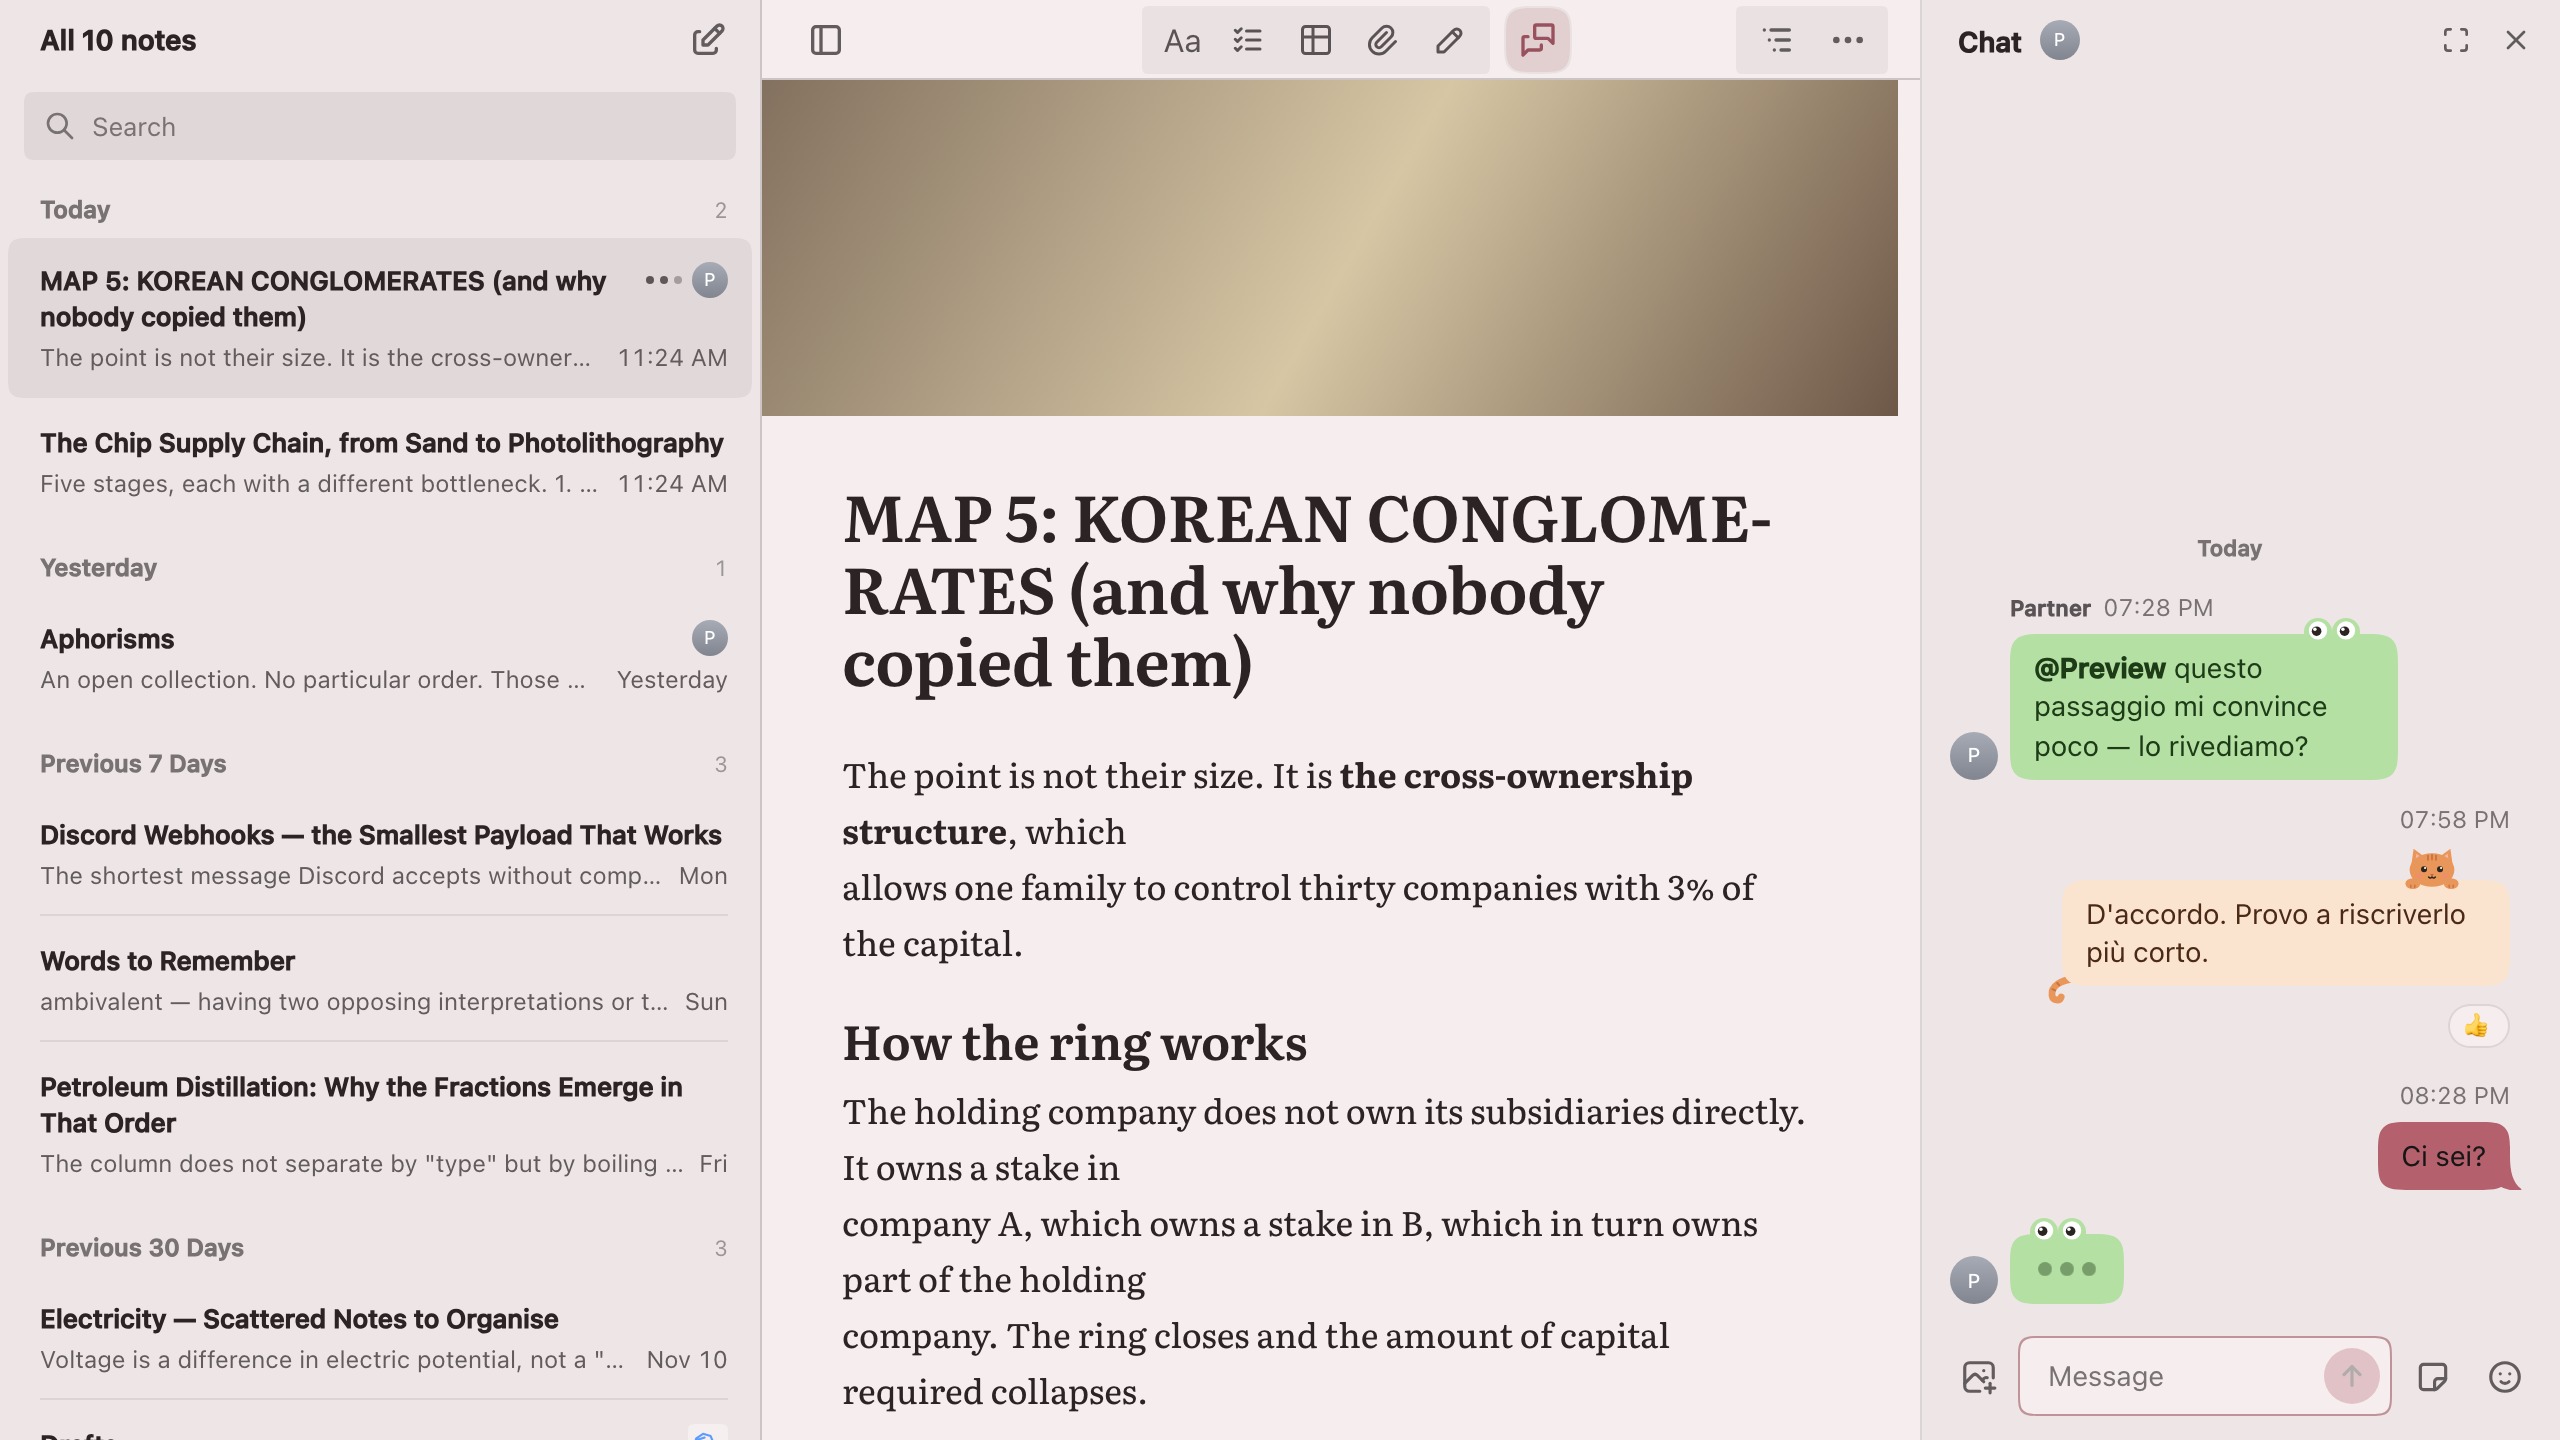 All 10 notes
Search
Today 2
MAP 5: KOREAN CONGLOMERATES (and why
nobody copied them)
P
The point is not their size. It is the cross-owner... 11:24 AM
The Chip Supply Chain, from Sand to Photolithography
Five stages, each with a different bottleneck. 1. ... 11:24 AM
Yesterday 1
Aphorisms P
An open collection. No particular order. Those ... Yesterday
Previous 7 Days 3
Discord Webhooks — the Smallest Payload That Works
The shortest message Discord accepts without comp... Mon
Words to Remember
ambivalent — having two opposing interpretations or t... Sun
Petroleum Distillation: Why the Fractions Emerge in
That Order
The column does not separate by "type" but by boiling ... Fri
Previous 30 Days 3
Electricity — Scattered Notes to Organise
Voltage is a difference in electric potential, not a "... Nov 10
Drafts
Aa
MAP 5: KOREAN CONGLOME-
RATES (and why nobody
copied them)
The point is not their size. It is the cross-ownership
structure, which
allows one family to control thirty companies with 3% of
the capital.
How the ring works
The holding company does not own its subsidiaries directly.
It owns a stake in
company A, which owns a stake in B, which in turn owns
part of the holding
company. The ring closes and the amount of capital
required collapses.
Chat P
Today
Partner 07:28 PM
@Preview questo
passaggio mi convince
poco — lo rivediamo?
P
07:58 PM
D'accordo. Provo a riscriverlo
più corto.
08:28 PM
Ci sei?
P
Message